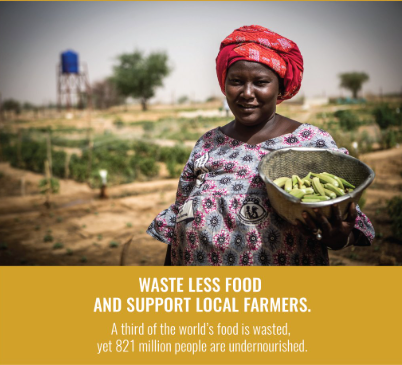 WASTE LESS FOOD
AND SUPPORT LOCAL FARMERS.
A third of the world's food is wasted,
yet 821 million people are undernourished.